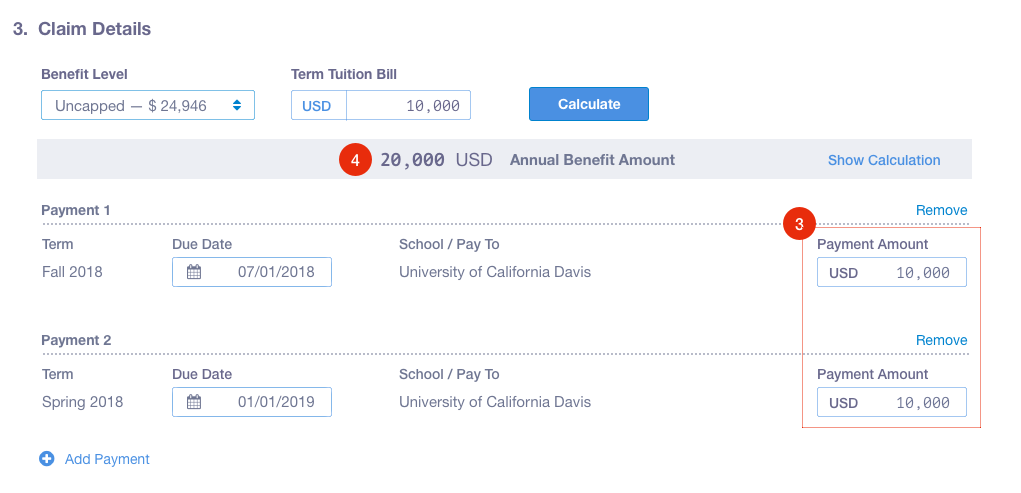 3. Claim Details
Benefit Level
Term Tuition Bill
Uncapped — $ 24,946
USD 10,000
Calculate
4 20,000 USD Annual Benefit Amount Show Calculation
Payment 1 Remove
3
Term Due Date School / Pay To Payment Amount
Fall 2018 07/01/2018 University of California Davis USD 10,000
Payment 2 Remove
Term Due Date School / Pay To Payment Amount
Spring 2018 01/01/2019 University of California Davis USD 10,000
Add Payment